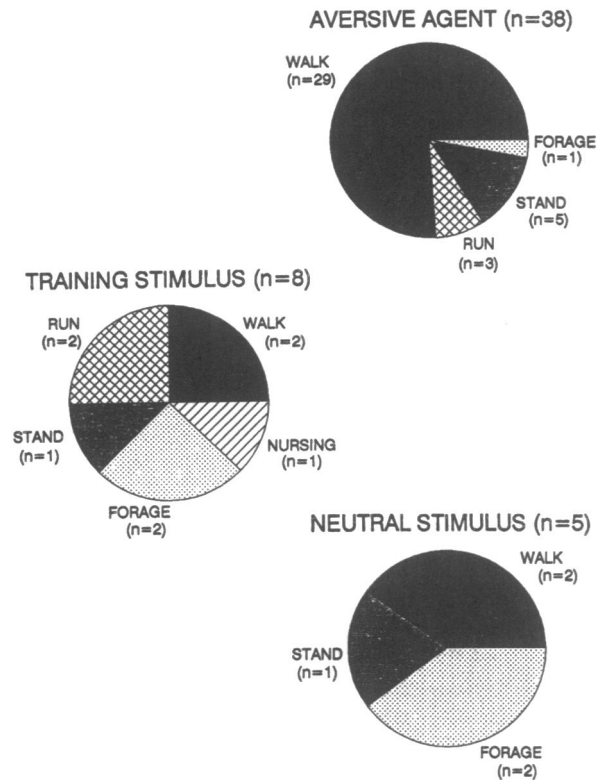 AVERSIVE AGENT (n=38)
WALK
(n=29)
FORAGE
(n=1)
STAND
(n=5)
RUN
(n=3)
TRAINING STIMULUS (n=8)
RUN
(n=2)
WALK
(n=2)
STAND
(n=1)
NURSING
(n=1)
FORAGE
(n=2)
NEUTRAL STIMULUS (n=5)
WALK
(n=2)
STAND
(n=1)
FORAGE
(n=2)